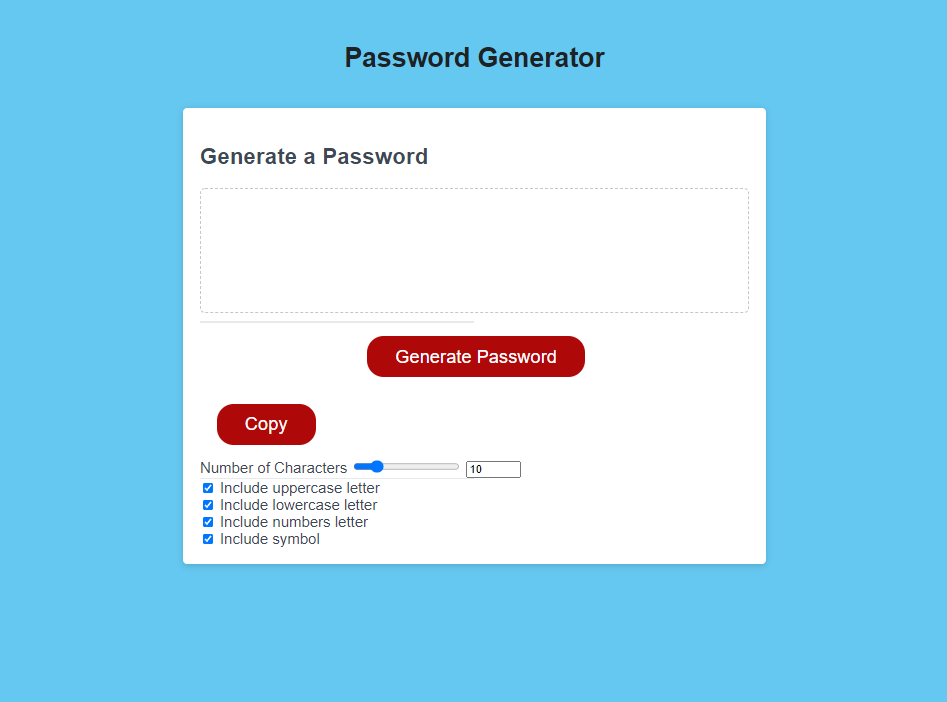 Password Generator
Generate a Password
Generate Password
Copy
Number of Characters 10
Include uppercase letter
Include lowercase letter
Include numbers letter
Include symbol